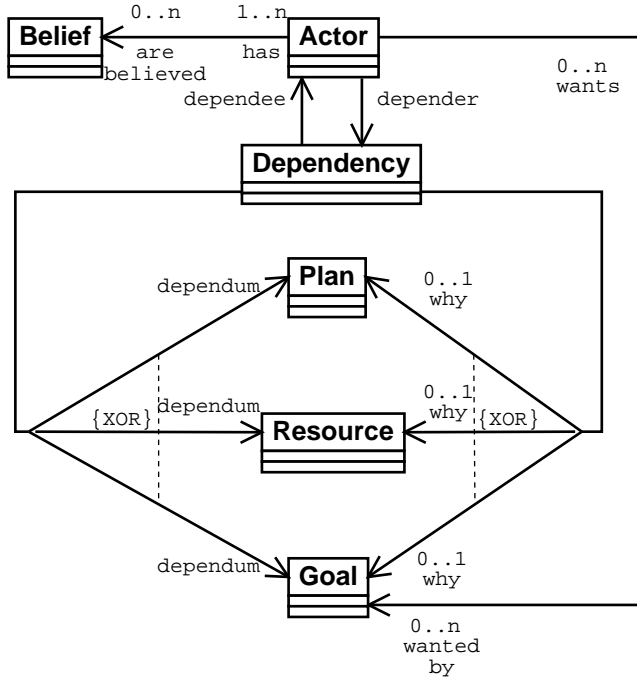 0..n
1..n
Belief
Actor
are
believed
has
0..n
wants
dependee
depender
Dependency
Plan
dependum
0..1
why
{XOR}
dependum
Resource
0..1
why
{XOR}
dependum
Goal
0..1
why
0..n
wanted
by